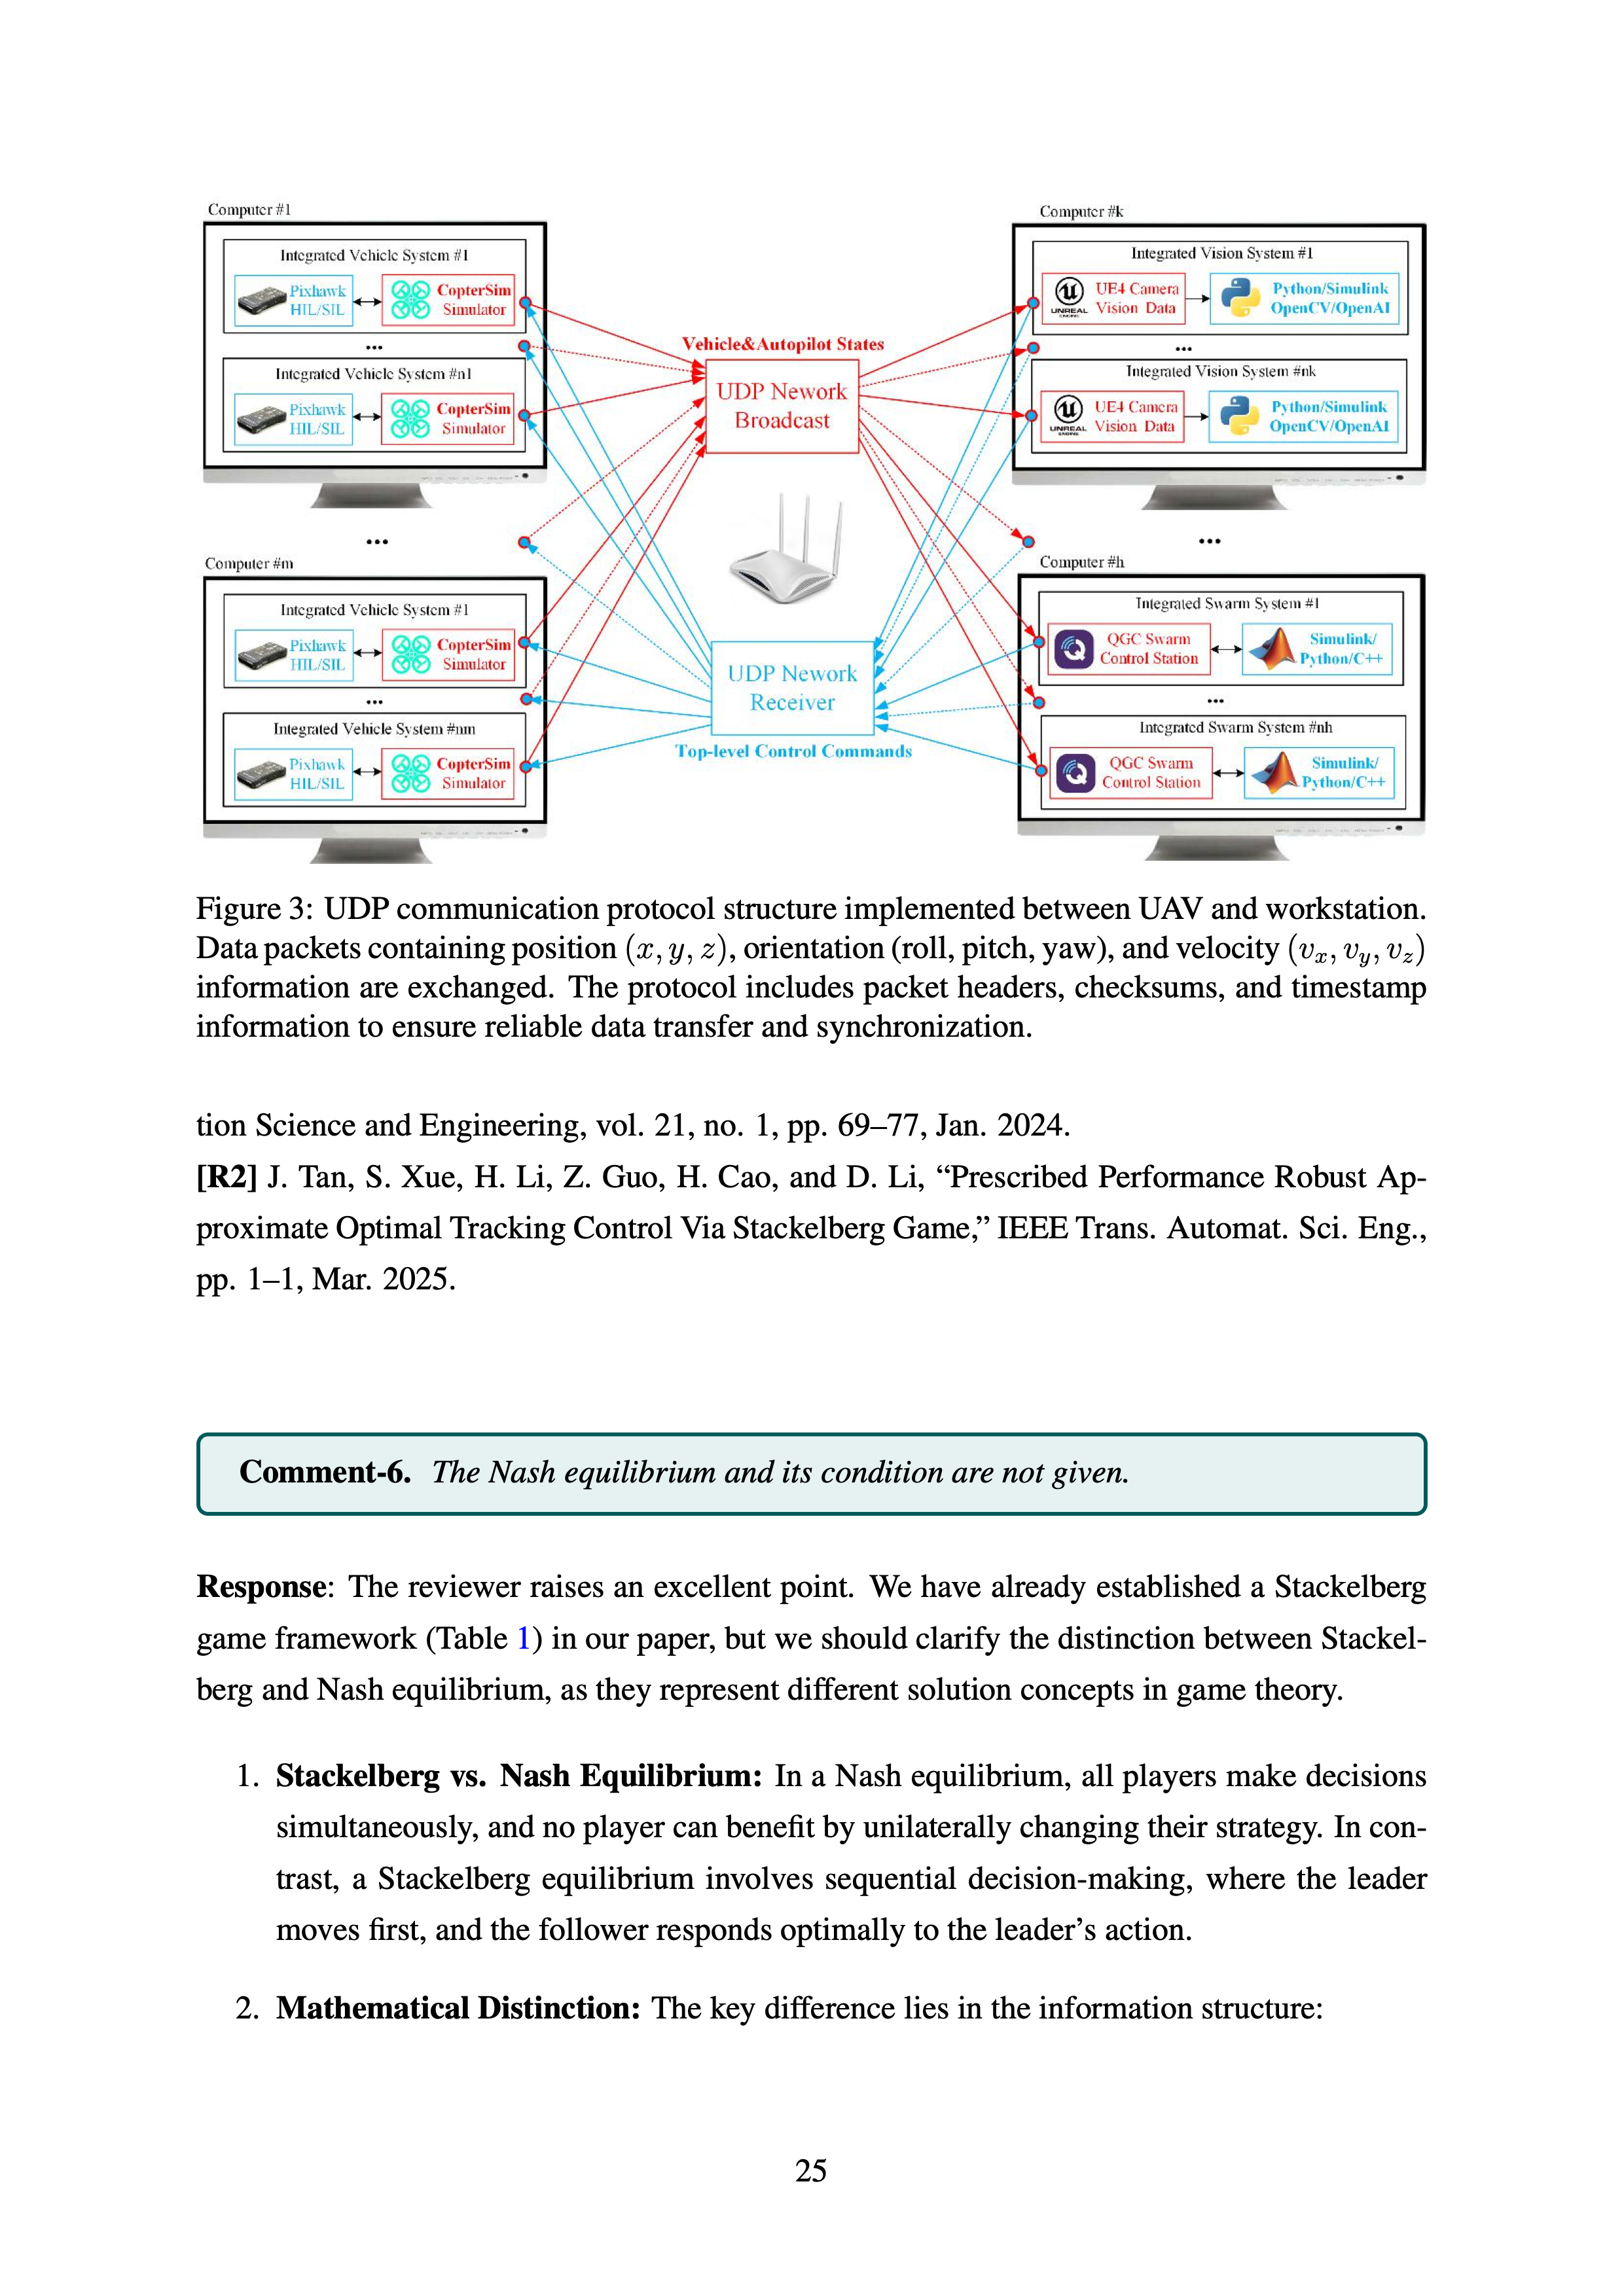 Computer #1
Integrated Vehicle System #1
Pixhawk
HIL/SIL
CopterSim
Simulator
...
Integrated Vehicle System #n1
Pixhawk
HIL/SIL
CopterSim
Simulator
...
Computer #m
Integrated Vehicle System #1
Pixhawk
HIL/SIL
CopterSim
Simulator
...
Integrated Vehicle System #nm
Pixhawk
HIL/SIL
CopterSim
Simulator
Vehicle&Autopilot States
UDP Nework
Broadcast
UDP Nework
Receiver
Top-level Control Commands
Computer #k
Integrated Vision System #1
UNREAL
ENGINE
UE4 Camera
Vision Data
Python/Simulink
OpenCV/OpenAI
...
Integrated Vision System #nk
UNREAL
ENGINE
UE4 Camera
Vision Data
Python/Simulink
OpenCV/OpenAI
...
Computer #h
Integrated Swarm System #1
QGC Swarm
Control Station
Simulink/
Python/C++
...
Integrated Swarm System #nh
QGC Swarm
Control Station
Simulink/
Python/C++
Figure 3: UDP communication protocol structure implemented between UAV and workstation.
Data packets containing position (x, y, z), orientation (roll, pitch, yaw), and velocity (vₓ, v_y, v_z)
information are exchanged. The protocol includes packet headers, checksums, and timestamp
information to ensure reliable data transfer and synchronization.
tion Science and Engineering, vol. 21, no. 1, pp. 69–77, Jan. 2024.
[R2] J. Tan, S. Xue, H. Li, Z. Guo, H. Cao, and D. Li, “Prescribed Performance Robust Ap-
proximate Optimal Tracking Control Via Stackelberg Game,” IEEE Trans. Automat. Sci. Eng.,
pp. 1–1, Mar. 2025.
Comment-6. The Nash equilibrium and its condition are not given.
Response: The reviewer raises an excellent point. We have already established a Stackelberg
game framework (Table 1) in our paper, but we should clarify the distinction between Stackel-
berg and Nash equilibrium, as they represent different solution concepts in game theory.
1. Stackelberg vs. Nash Equilibrium: In a Nash equilibrium, all players make decisions
simultaneously, and no player can benefit by unilaterally changing their strategy. In con-
trast, a Stackelberg equilibrium involves sequential decision-making, where the leader
moves first, and the follower responds optimally to the leader’s action.
2. Mathematical Distinction: The key difference lies in the information structure:
25